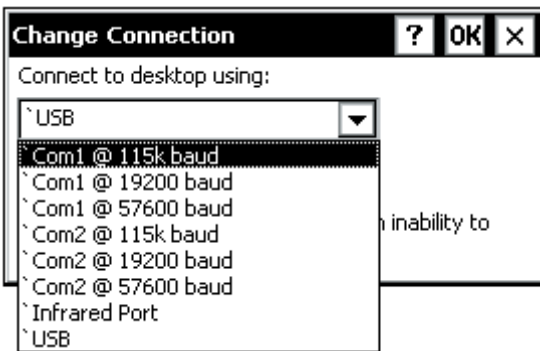 Change Connection ? OK ×
Connect to desktop using:
`USB
`Com1 @ 115k baud
`Com1 @ 19200 baud
`Com1 @ 57600 baud
`Com2 @ 115k baud
`Com2 @ 19200 baud
`Com2 @ 57600 baud
`Infrared Port
`USB
inability to